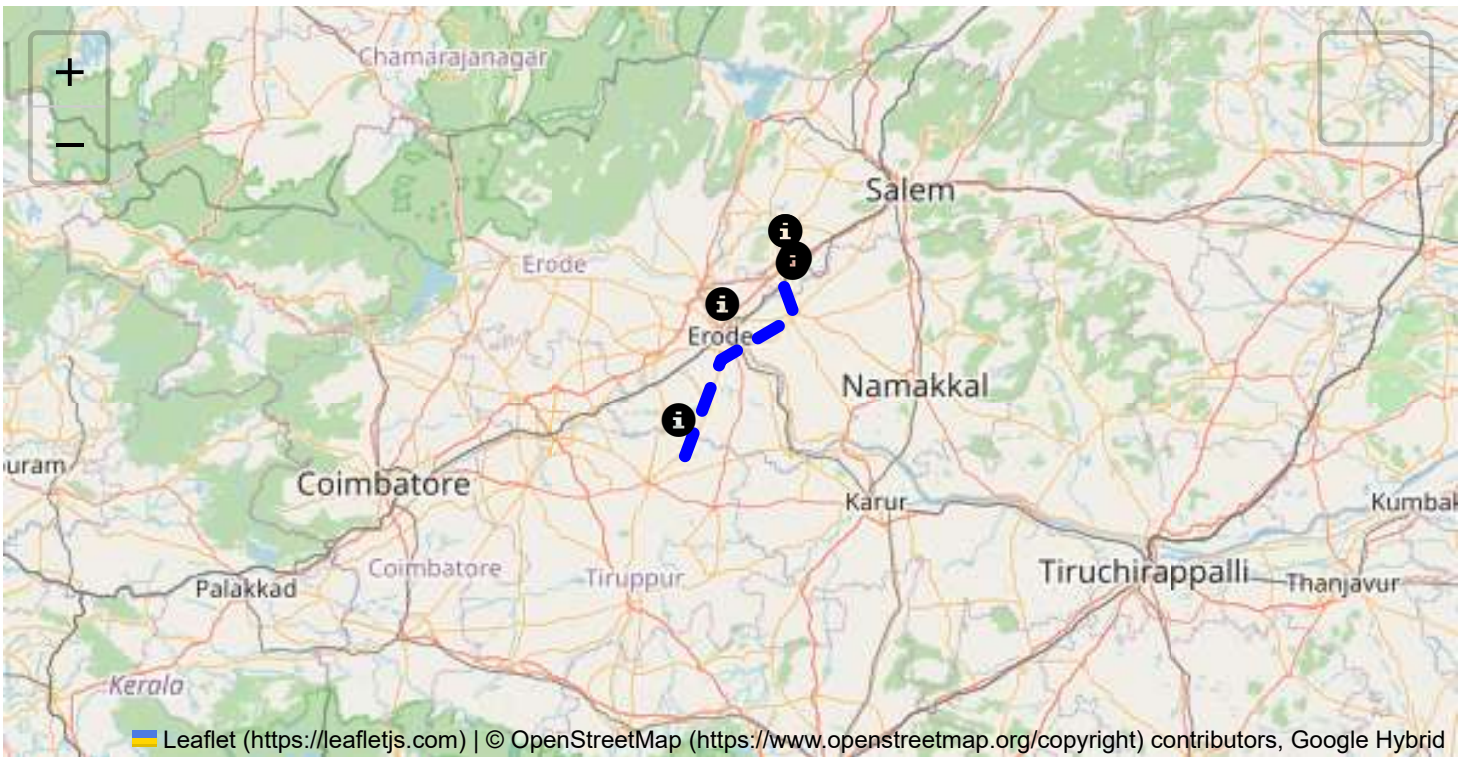 Chamarajanagar
+
−
Salem
Erode
Erode
Namakkal
uram
Coimbatore
Karur
Kumbak
Coimbatore
Tiruppur
Tiruchirappalli
Thanjavur
Palakkad
Kerala
Leaflet (https://leafletjs.com) | © OpenStreetMap (https://www.openstreetmap.org/copyright) contributors, Google Hybrid